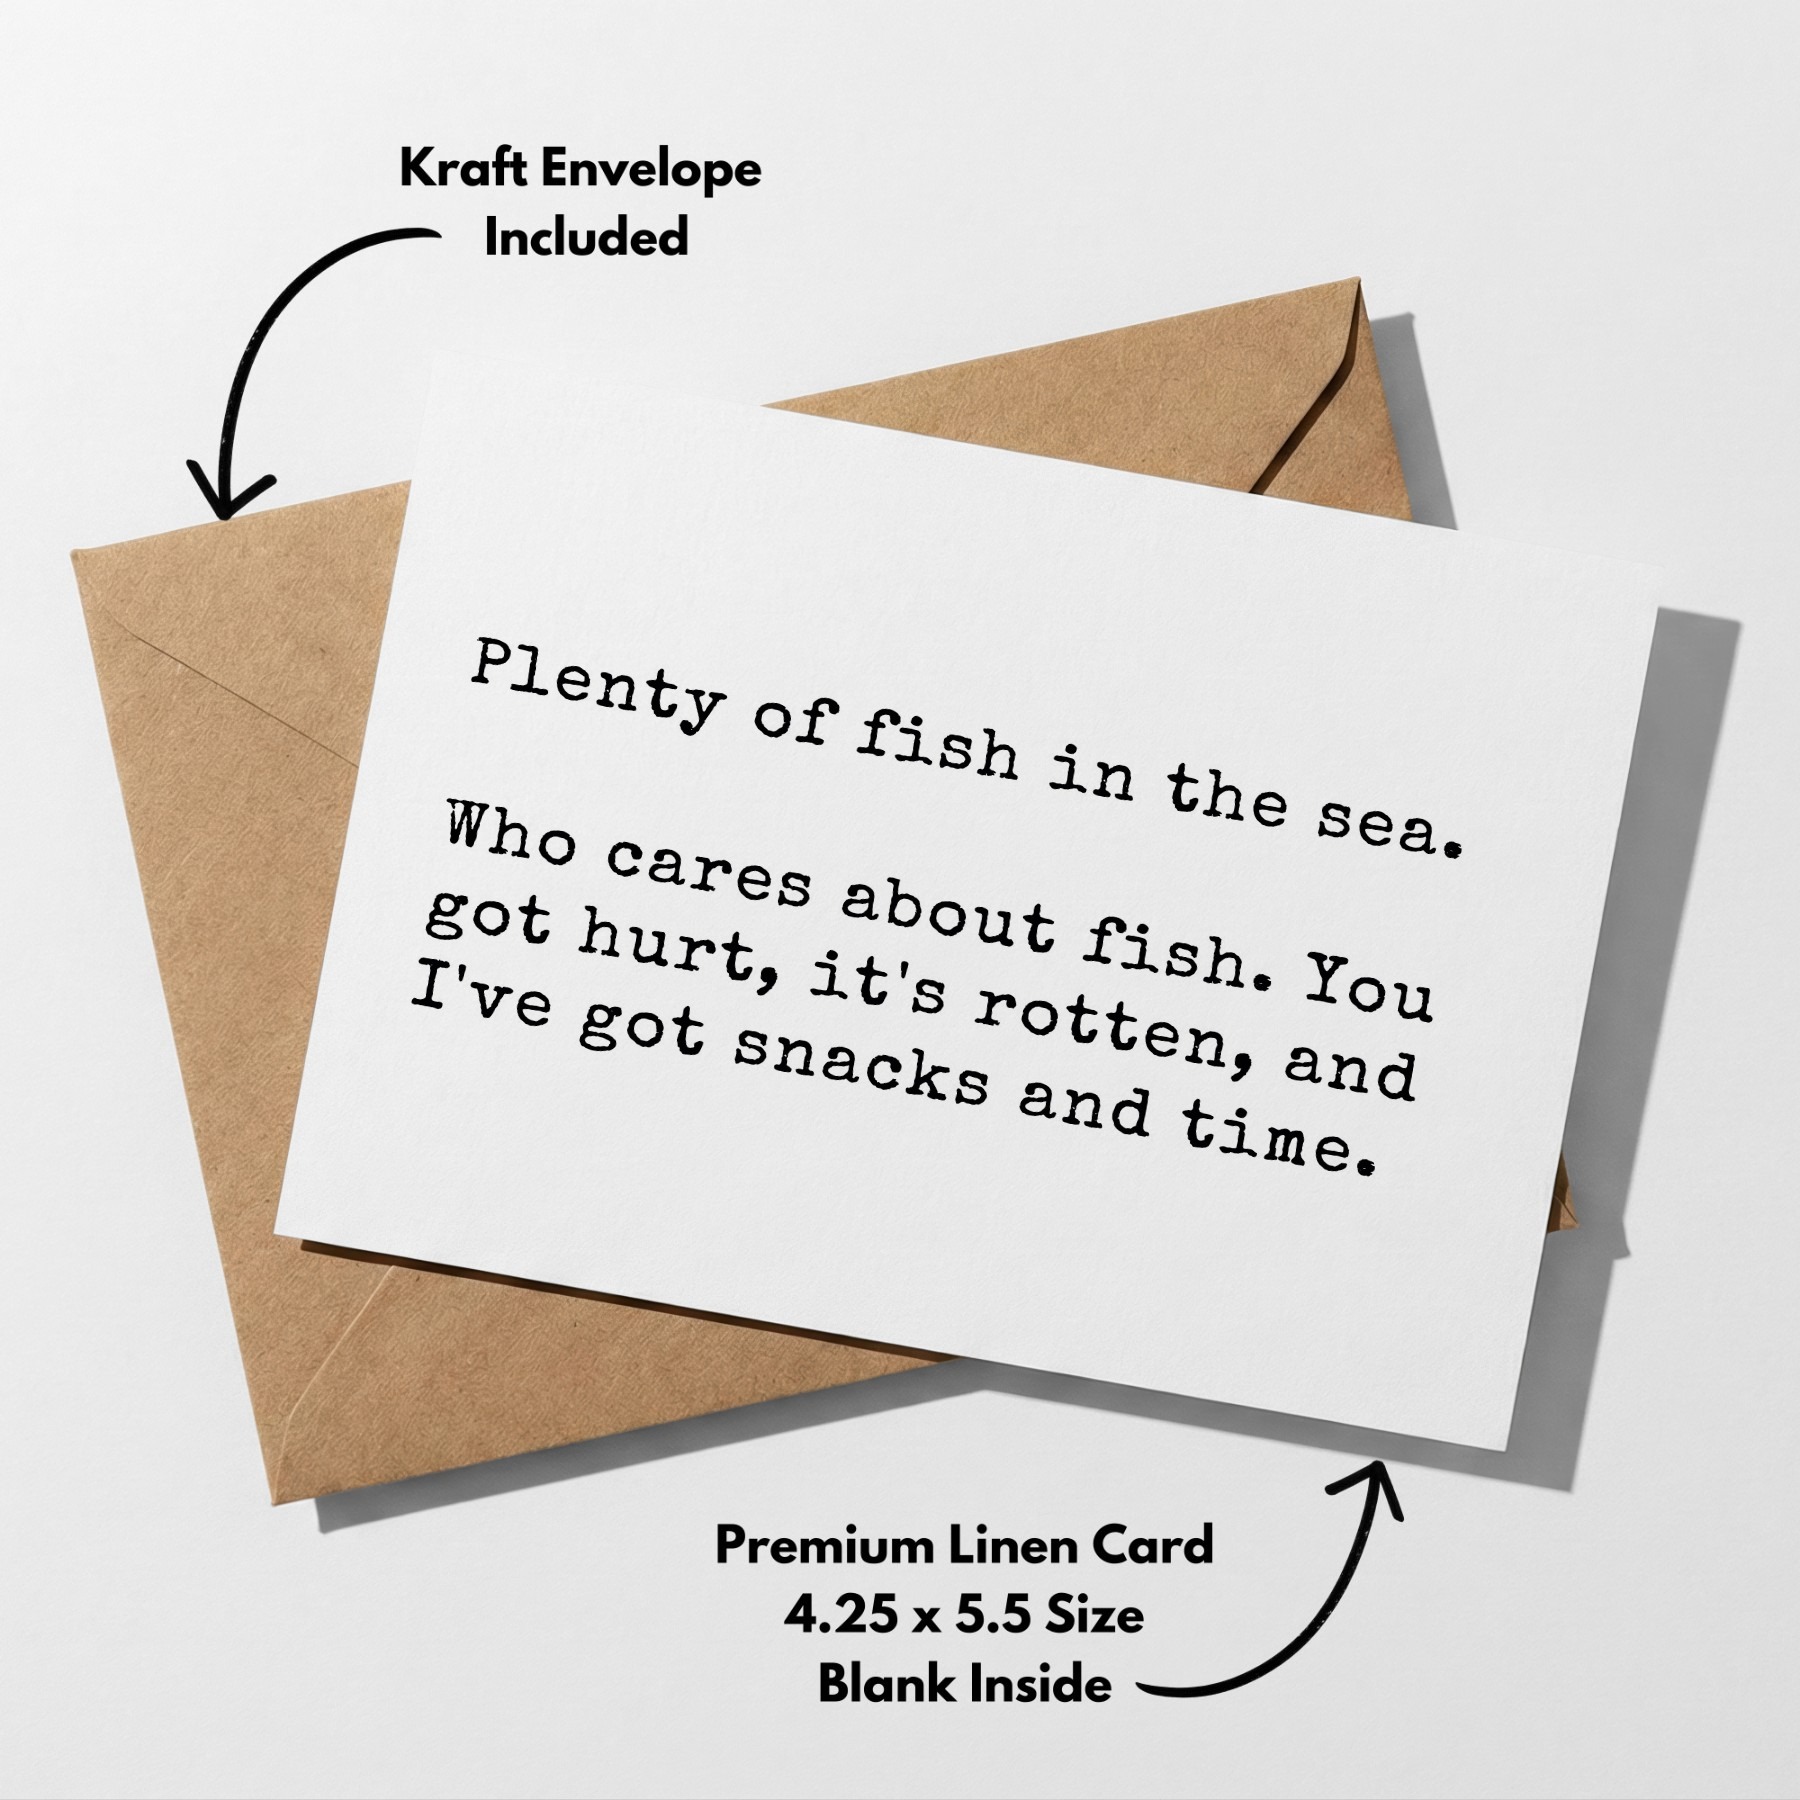 Kraft Envelope
Included
Plenty of fish in the sea.
Who cares about fish. You
got hurt, it's rotten, and
I've got snacks and time.
Premium Linen Card
4.25 x 5.5 Size
Blank Inside